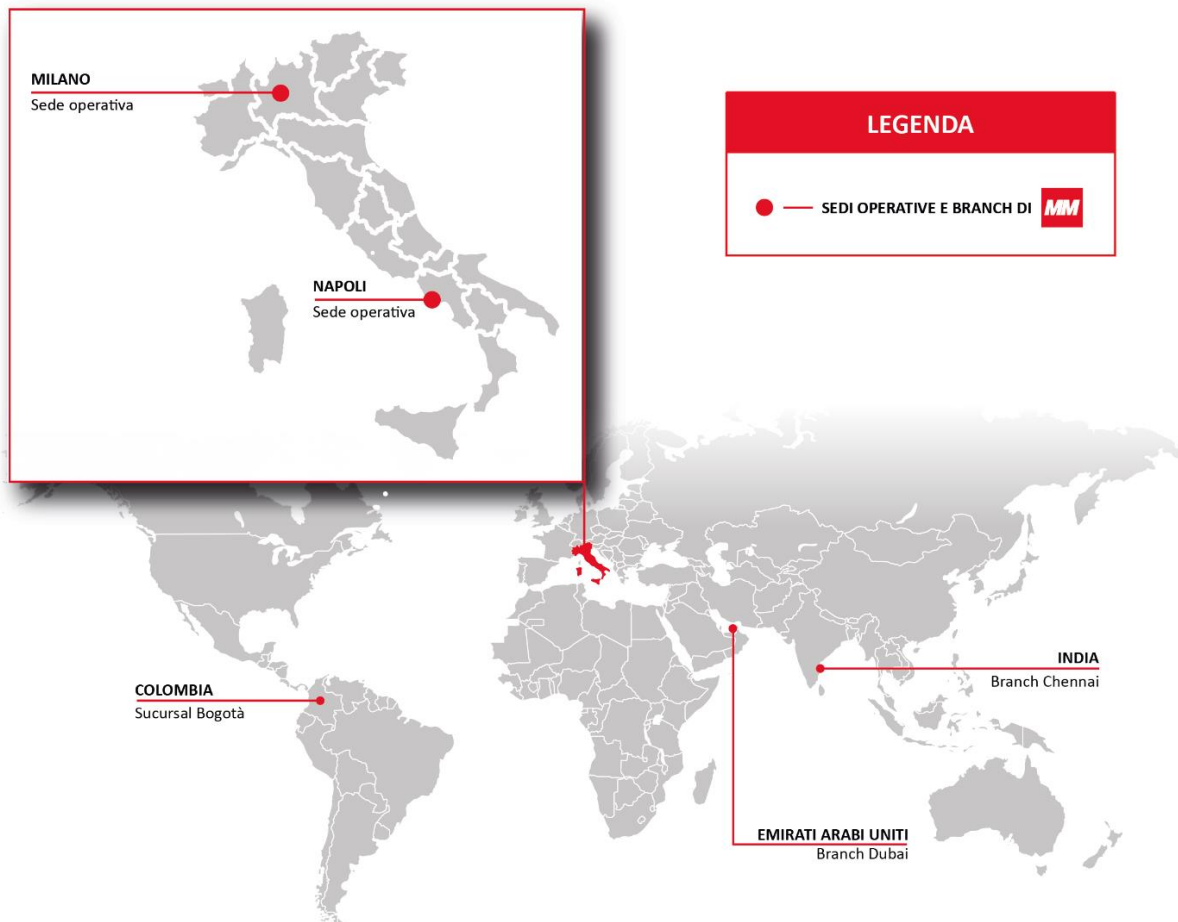 MILANO
Sede operativa
NAPOLI
Sede operativa
LEGENDA
SEDI OPERATIVE E BRANCH DI MM
COLOMBIA
Sucursal Bogotà
INDIA
Branch Chennai
EMIRATI ARABI UNITI
Branch Dubai